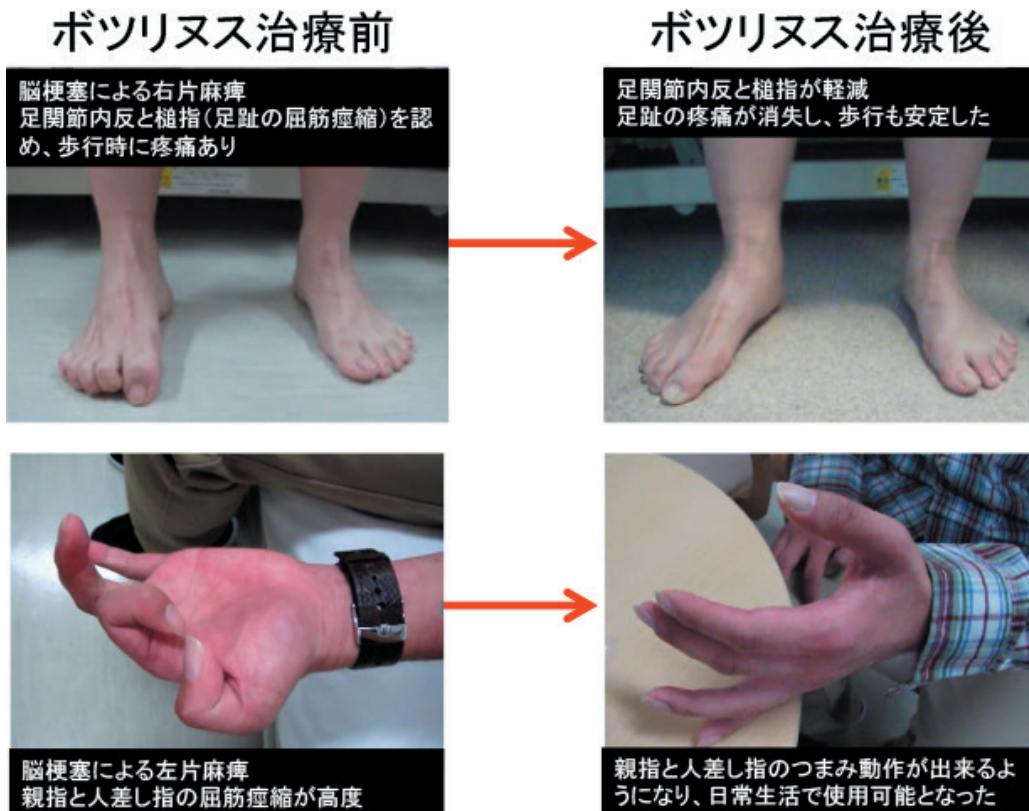 ボツリヌス治療前
ボツリヌス治療後
脳梗塞による右片麻痺
足関節内反と槌指(足趾の屈筋痙縮)を認
め、歩行時に疼痛あり
足関節内反と槌指が軽減
足趾の疼痛が消失し、歩行も安定した
脳梗塞による左片麻痺
親指と人差し指の屈筋痙縮が高度
親指と人差し指のつまみ動作が出来るよ
うになり、日常生活で使用可能となった